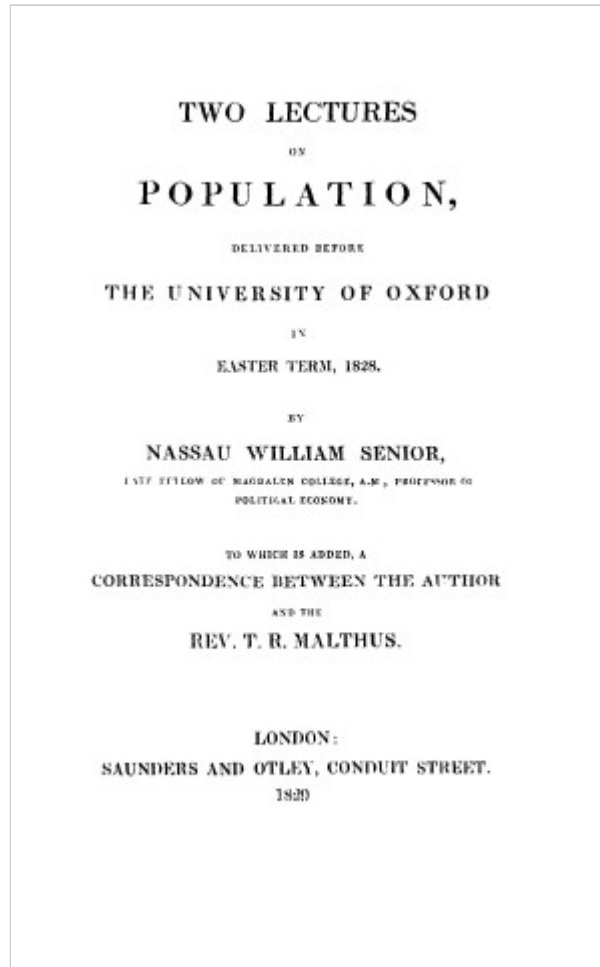 TWO LECTURES
ON
POPULATION,
DELIVERED BEFORE
THE UNIVERSITY OF OXFORD
IN
EASTER TERM, 1828.
BY
NASSAU WILLIAM SENIOR,
LATE FELLOW OF MAGDALEN COLLEGE, A.M., PROFESSOR OF
POLITICAL ECONOMY.
TO WHICH IS ADDED, A
CORRESPONDENCE BETWEEN THE AUTHOR
AND THE
REV. T. R. MALTHUS.
LONDON:
SAUNDERS AND OTLEY, CONDUIT STREET.
1829